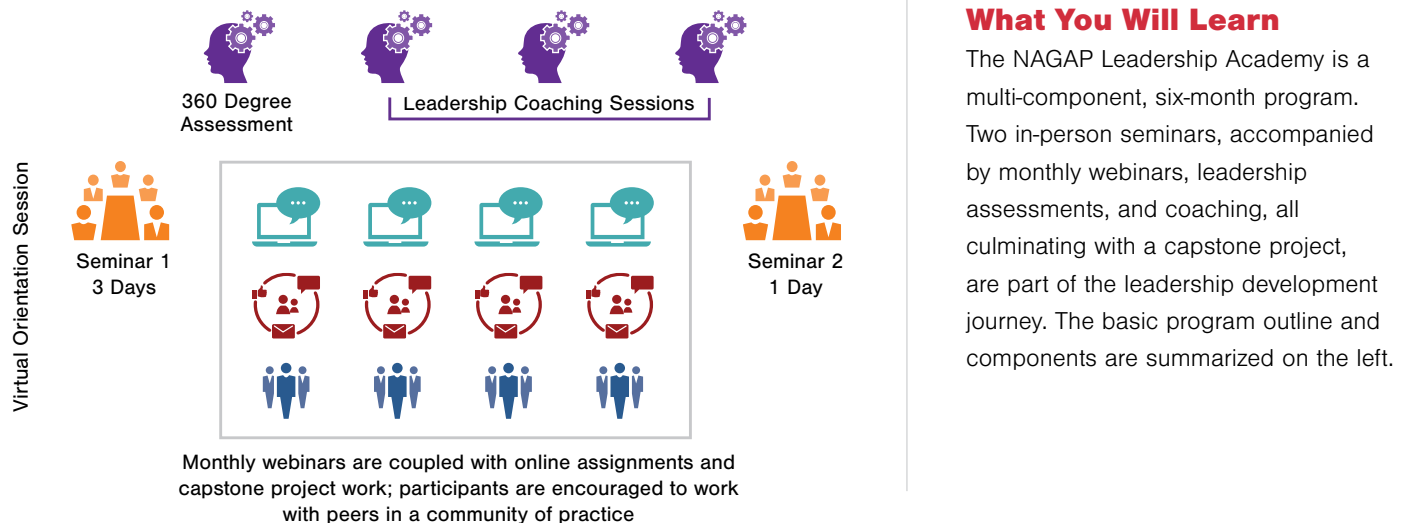 360 Degree
Assessment
Leadership Coaching Sessions
Virtual Orientation Session
Seminar 1
3 Days
Seminar 2
1 Day
Monthly webinars are coupled with online assignments and
capstone project work; participants are encouraged to work
with peers in a community of practice
What You Will Learn
The NAGAP Leadership Academy is a
multi-component, six-month program.
Two in-person seminars, accompanied
by monthly webinars, leadership
assessments, and coaching, all
culminating with a capstone project,
are part of the leadership development
journey. The basic program outline and
components are summarized on the left.